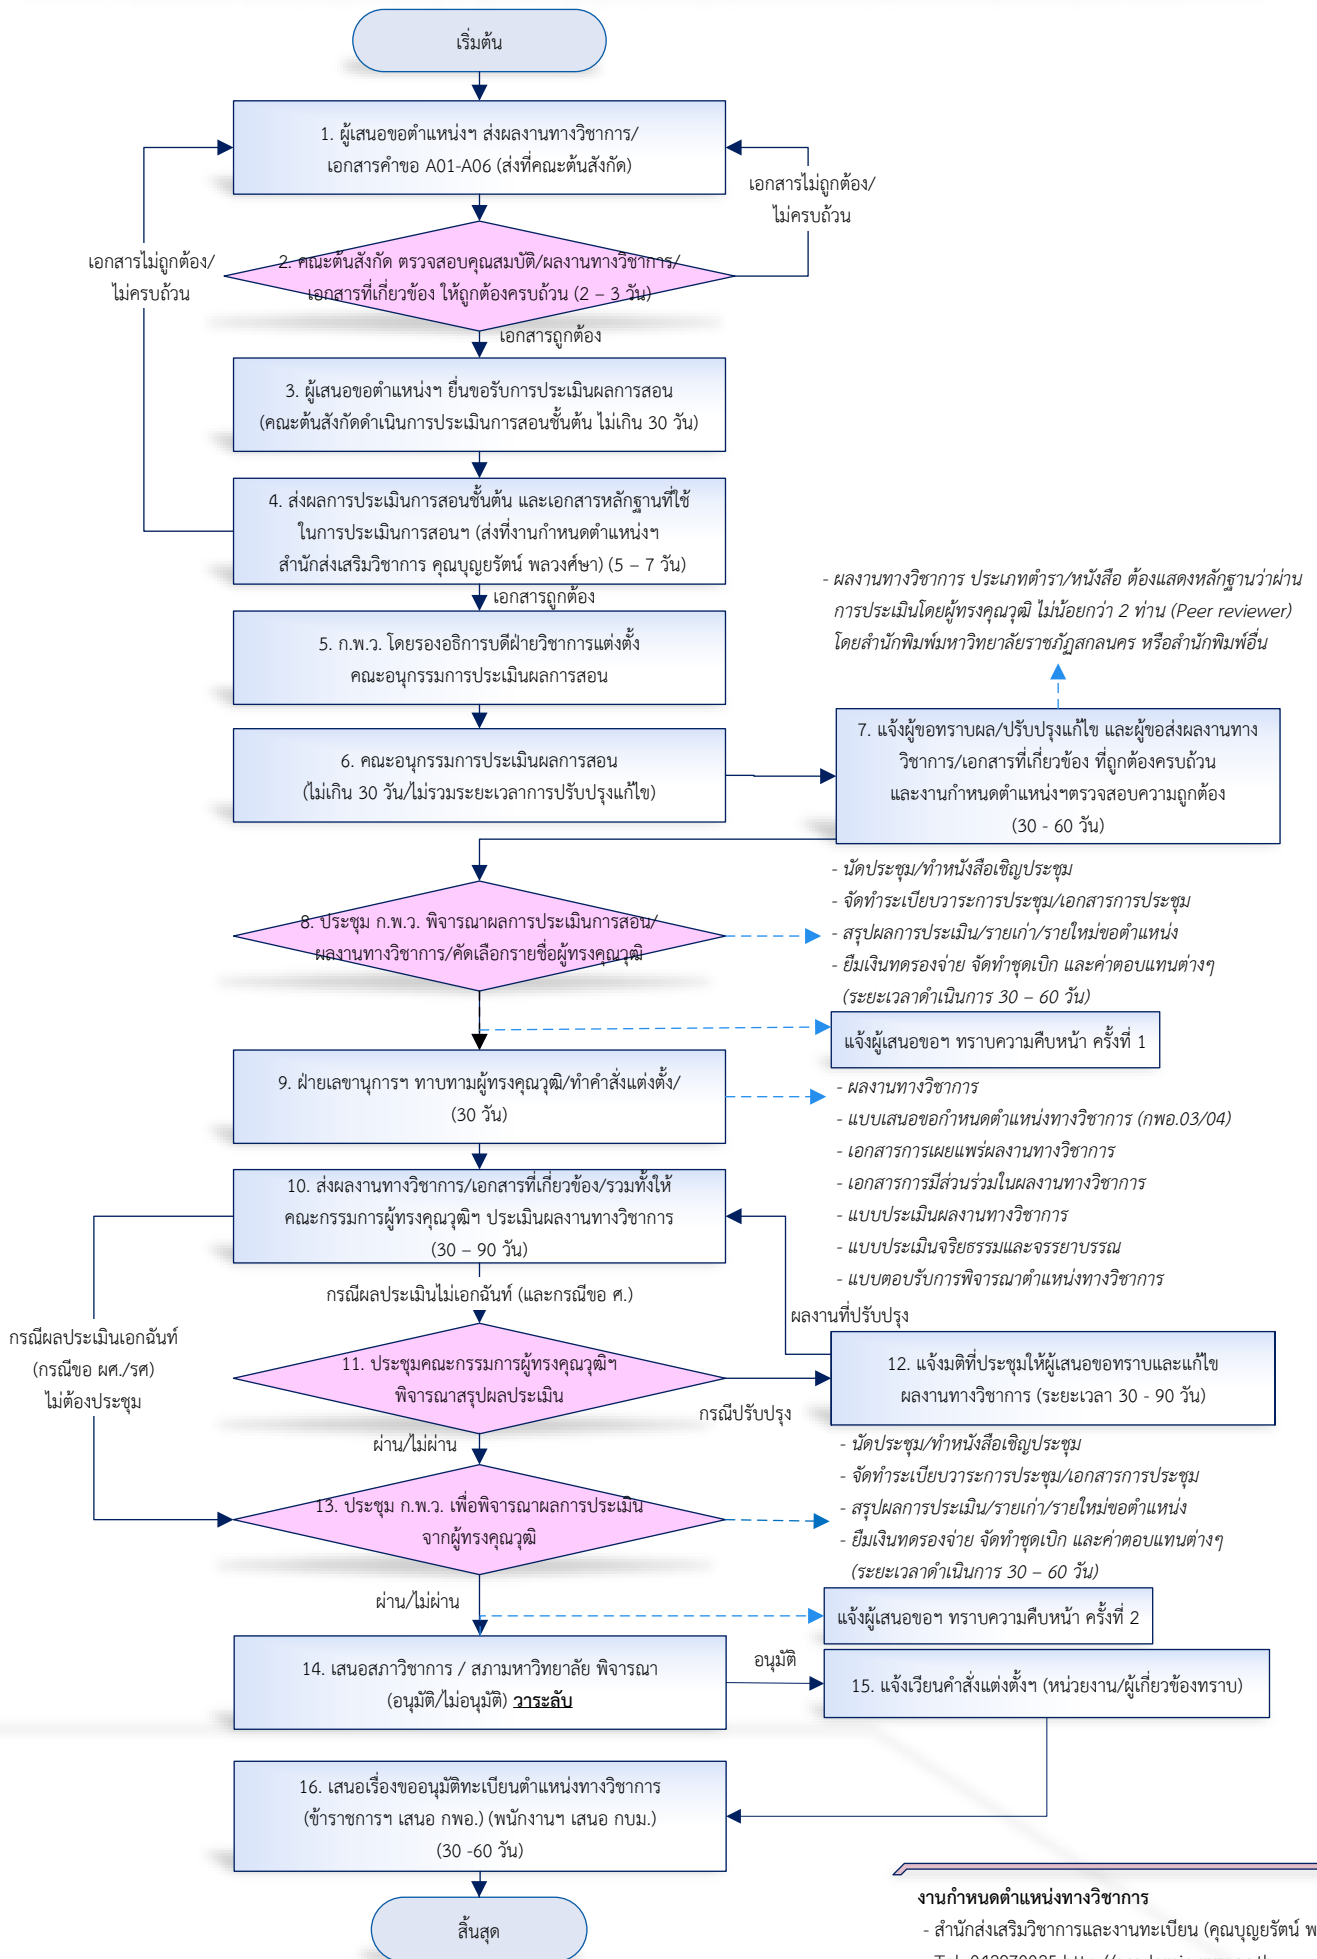 เริ่มต้น
1. ผู้เสนอขอตำแหน่งฯ ส่งผลงานทางวิชาการ/
เอกสารคำขอ A01-A06 (ส่งที่คณะต้นสังกัด)
เอกสารไม่ถูกต้อง/
ไม่ครบถ้วน
เอกสารไม่ถูกต้อง/
ไม่ครบถ้วน
2. คณะต้นสังกัด ตรวจสอบคุณสมบัติ/ผลงานทางวิชาการ/
เอกสารที่เกี่ยวข้อง ให้ถูกต้องครบถ้วน (2 – 3 วัน)
เอกสารถูกต้อง
3. ผู้เสนอขอตำแหน่งฯ ยื่นขอรับการประเมินผลการสอน
(คณะต้นสังกัดดำเนินการประเมินการสอนชั้นต้น ไม่เกิน 30 วัน)
4. ส่งผลการประเมินการสอนชั้นต้น และเอกสารหลักฐานที่ใช้
ในการประเมินการสอนฯ (ส่งที่งานกำหนดตำแหน่งฯ
สำนักส่งเสริมวิชาการ คุณบุญยรัตน์ พลวงศ์ษา) (5 – 7 วัน)
เอกสารถูกต้อง
- ผลงานทางวิชาการ ประเภทตำรา/หนังสือ ต้องแสดงหลักฐานว่าผ่าน
การประเมินโดยผู้ทรงคุณวุฒิ ไม่น้อยกว่า 2 ท่าน (Peer reviewer)
โดยสำนักพิมพ์มหาวิทยาลัยราชภัฏสกลนคร หรือสำนักพิมพ์อื่น
5. ก.พ.ว. โดยรองอธิการบดีฝ่ายวิชาการแต่งตั้ง
คณะอนุกรรมการประเมินผลการสอน
6. คณะอนุกรรมการประเมินผลการสอน
(ไม่เกิน 30 วัน/ไม่รวมระยะเวลาการปรับปรุงแก้ไข)
7. แจ้งผู้ขอทราบผล/ปรับปรุงแก้ไข และผู้ขอส่งผลงานทาง
วิชาการ/เอกสารที่เกี่ยวข้อง ที่ถูกต้องครบถ้วน
และงานกำหนดตำแหน่งฯตรวจสอบความถูกต้อง
(30 - 60 วัน)
8. ประชุม ก.พ.ว. พิจารณาผลการประเมินการสอน/
ผลงานทางวิชาการ/คัดเลือกรายชื่อผู้ทรงคุณวุฒิ
- นัดประชุม/ทำหนังสือเชิญประชุม
- จัดทำระเบียบวาระการประชุม/เอกสารการประชุม
- สรุปผลการประเมิน/รายเก่า/รายใหม่ขอตำแหน่ง
- ยืมเงินทดรองจ่าย จัดทำชุดเบิก และค่าตอบแทนต่างๆ
(ระยะเวลาดำเนินการ 30 – 60 วัน)
แจ้งผู้เสนอขอฯ ทราบความคืบหน้า ครั้งที่ 1
9. ฝ่ายเลขานุการฯ ทาบทามผู้ทรงคุณวุฒิ/ทำคำสั่งแต่งตั้ง/
(30 วัน)
- ผลงานทางวิชาการ
- แบบเสนอขอกำหนดตำแหน่งทางวิชาการ (กพอ.03/04)
- เอกสารการเผยแพร่ผลงานทางวิชาการ
- เอกสารการมีส่วนร่วมในผลงานทางวิชาการ
- แบบประเมินผลงานทางวิชาการ
- แบบประเมินจริยธรรมและจรรยาบรรณ
- แบบตอบรับการพิจารณาตำแหน่งทางวิชาการ
10. ส่งผลงานทางวิชาการ/เอกสารที่เกี่ยวข้อง/รวมทั้งให้
คณะกรรมการผู้ทรงคุณวุฒิฯ ประเมินผลงานทางวิชาการ
(30 – 90 วัน)
กรณีผลประเมินไม่เอกฉันท์ (และกรณีขอ ศ.)
ผลงานที่ปรับปรุง
กรณีผลประเมินเอกฉันท์
(กรณีขอ ผศ./รศ)
ไม่ต้องประชุม
11. ประชุมคณะกรรมการผู้ทรงคุณวุฒิฯ
พิจารณาสรุปผลประเมิน
12. แจ้งมติที่ประชุมให้ผู้เสนอขอทราบและแก้ไข
ผลงานทางวิชาการ (ระยะเวลา 30 - 90 วัน)
กรณีปรับปรุง
ผ่าน/ไม่ผ่าน
- นัดประชุม/ทำหนังสือเชิญประชุม
- จัดทำระเบียบวาระการประชุม/เอกสารการประชุม
- สรุปผลการประเมิน/รายเก่า/รายใหม่ขอตำแหน่ง
- ยืมเงินทดรองจ่าย จัดทำชุดเบิก และค่าตอบแทนต่างๆ
(ระยะเวลาดำเนินการ 30 – 60 วัน)
13. ประชุม ก.พ.ว. เพื่อพิจารณาผลการประเมิน
จากผู้ทรงคุณวุฒิ
ผ่าน/ไม่ผ่าน
แจ้งผู้เสนอขอฯ ทราบความคืบหน้า ครั้งที่ 2
14. เสนอสภาวิชาการ / สภามหาวิทยาลัย พิจารณา
(อนุมัติ/ไม่อนุมัติ) วาระลับ
อนุมัติ
15. แจ้งเวียนคำสั่งแต่งตั้งฯ (หน่วยงาน/ผู้เกี่ยวข้องทราบ)
16. เสนอเรื่องขออนุมัติทะเบียนตำแหน่งทางวิชาการ
(ข้าราชการฯ เสนอ กพอ.) (พนักงานฯ เสนอ กบม.)
(30 -60 วัน)
สิ้นสุด
งานกำหนดตำแหน่งทางวิชาการ
- สำนักส่งเสริมวิชาการและงานทะเบียน (คุณบุญยรัตน์ พ